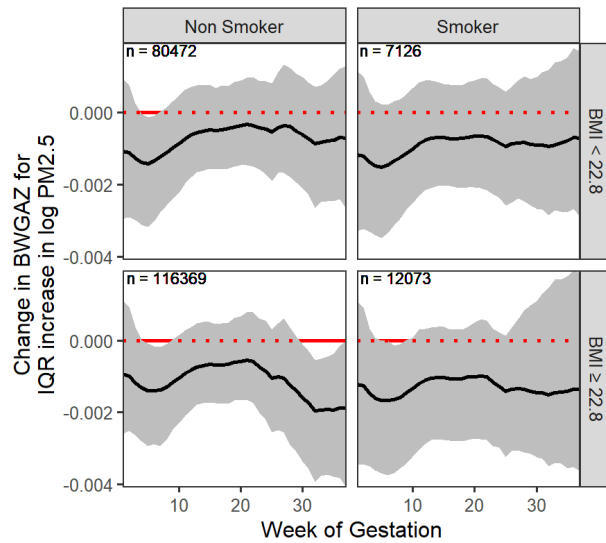 Non Smoker
Smoker
n = 80472
n = 7126
BMI < 22.8
0.000
-0.002
-0.004
n = 116369
n = 12073
BMI ≥ 22.8
0.000
-0.002
-0.004
Change in BWGAZ for
IQR increase in log PM2.5
10
20
30
10
20
30
Week of Gestation